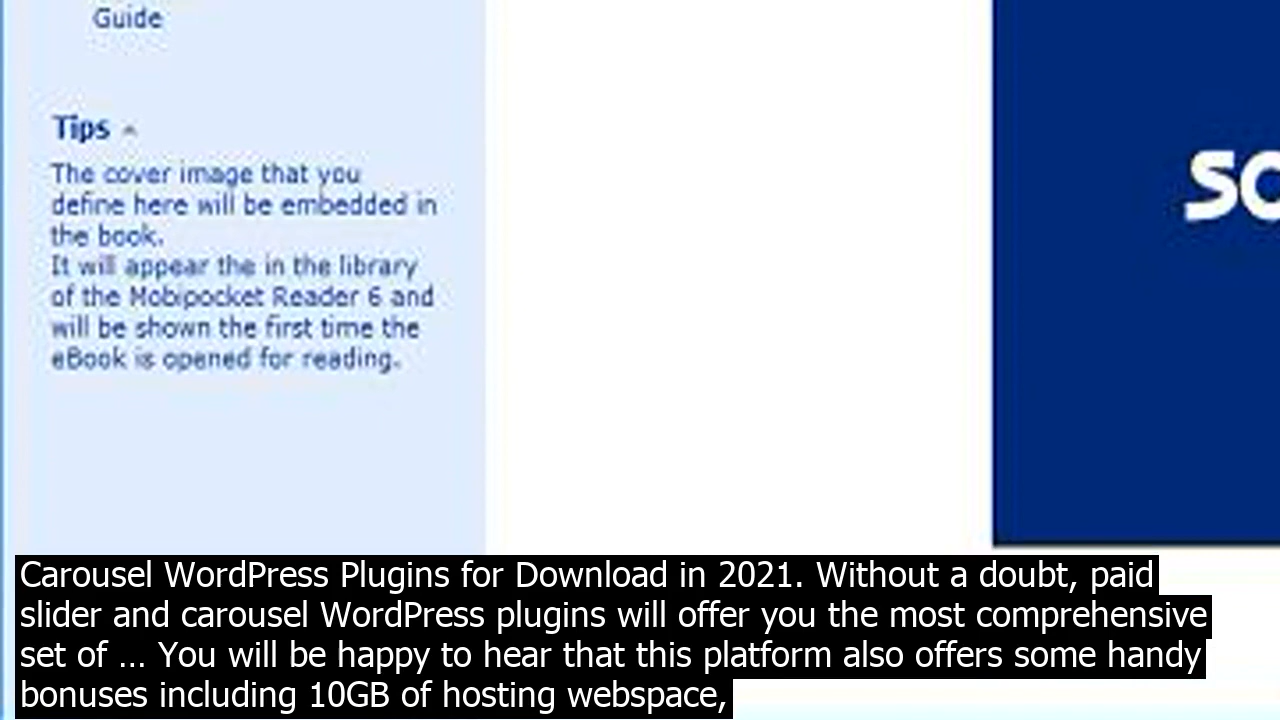 Guide
Tips
The cover image that you
define here will be embedded in
the book.
It will appear the in the library
of the Mobipocket Reader 6 and
will be shown the first time the
eBook is opened for reading.
SO
Carousel WordPress Plugins for Download in 2021. Without a doubt, paid
slider and carousel WordPress plugins will offer you the most comprehensive
set of ... You will be happy to hear that this platform also offers some handy
bonuses including 10GB of hosting webspace,